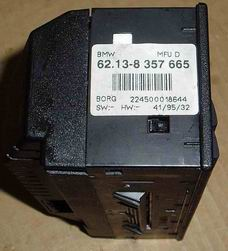 BMW MFU D
62.13-8 357 665
BORG 224500018644
SW:- HW:- 41/95/32